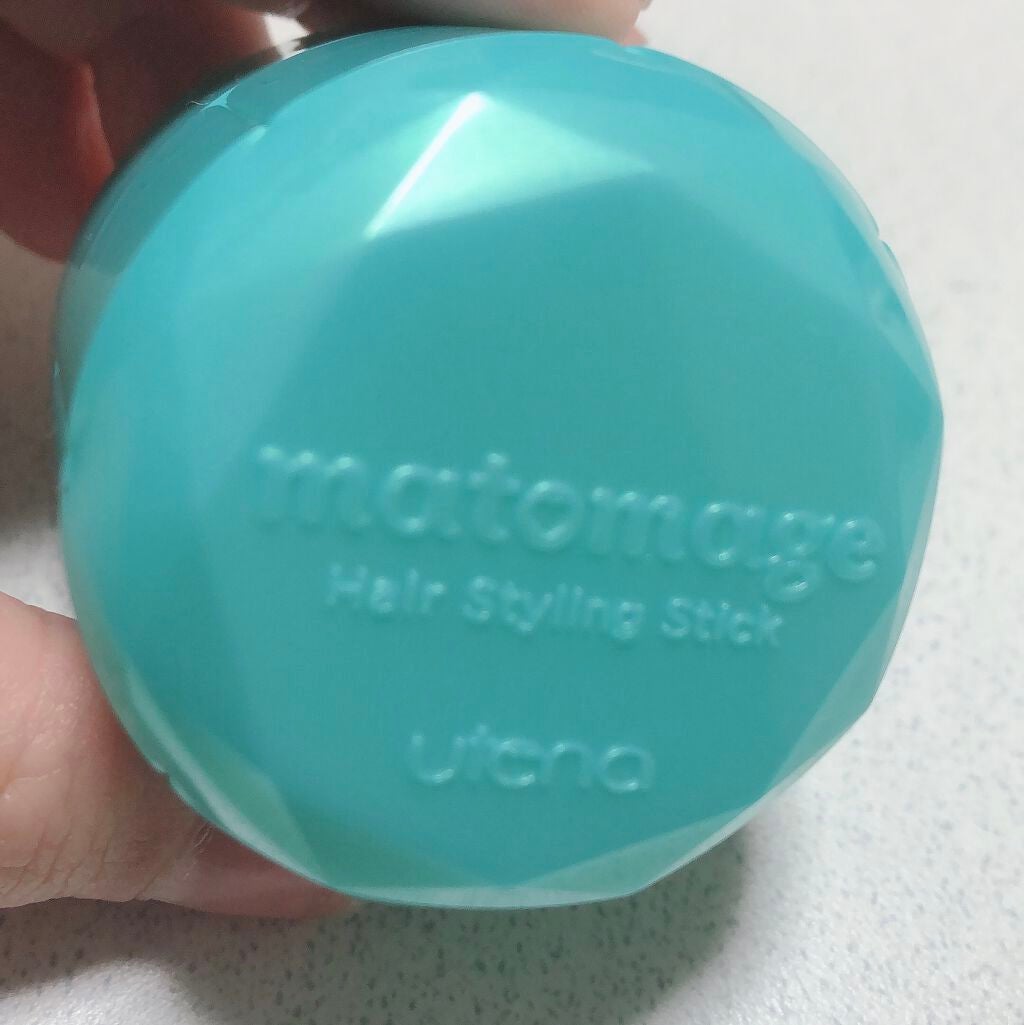 matomage
Hair Styling Stick
utena